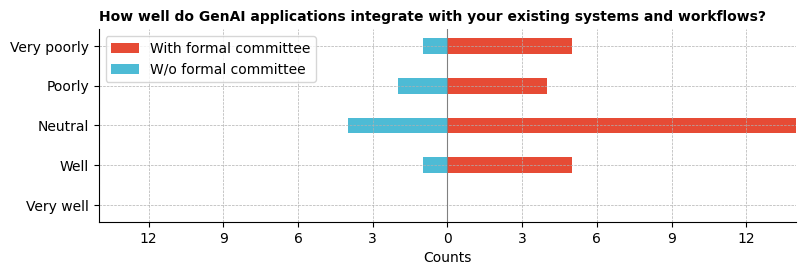 How well do GenAI applications integrate with your existing systems and workflows?
With formal committee
W/o formal committee
Very poorly
Poorly
Neutral
Well
Very well
12 9 6 3 0 3 6 9 12
Counts